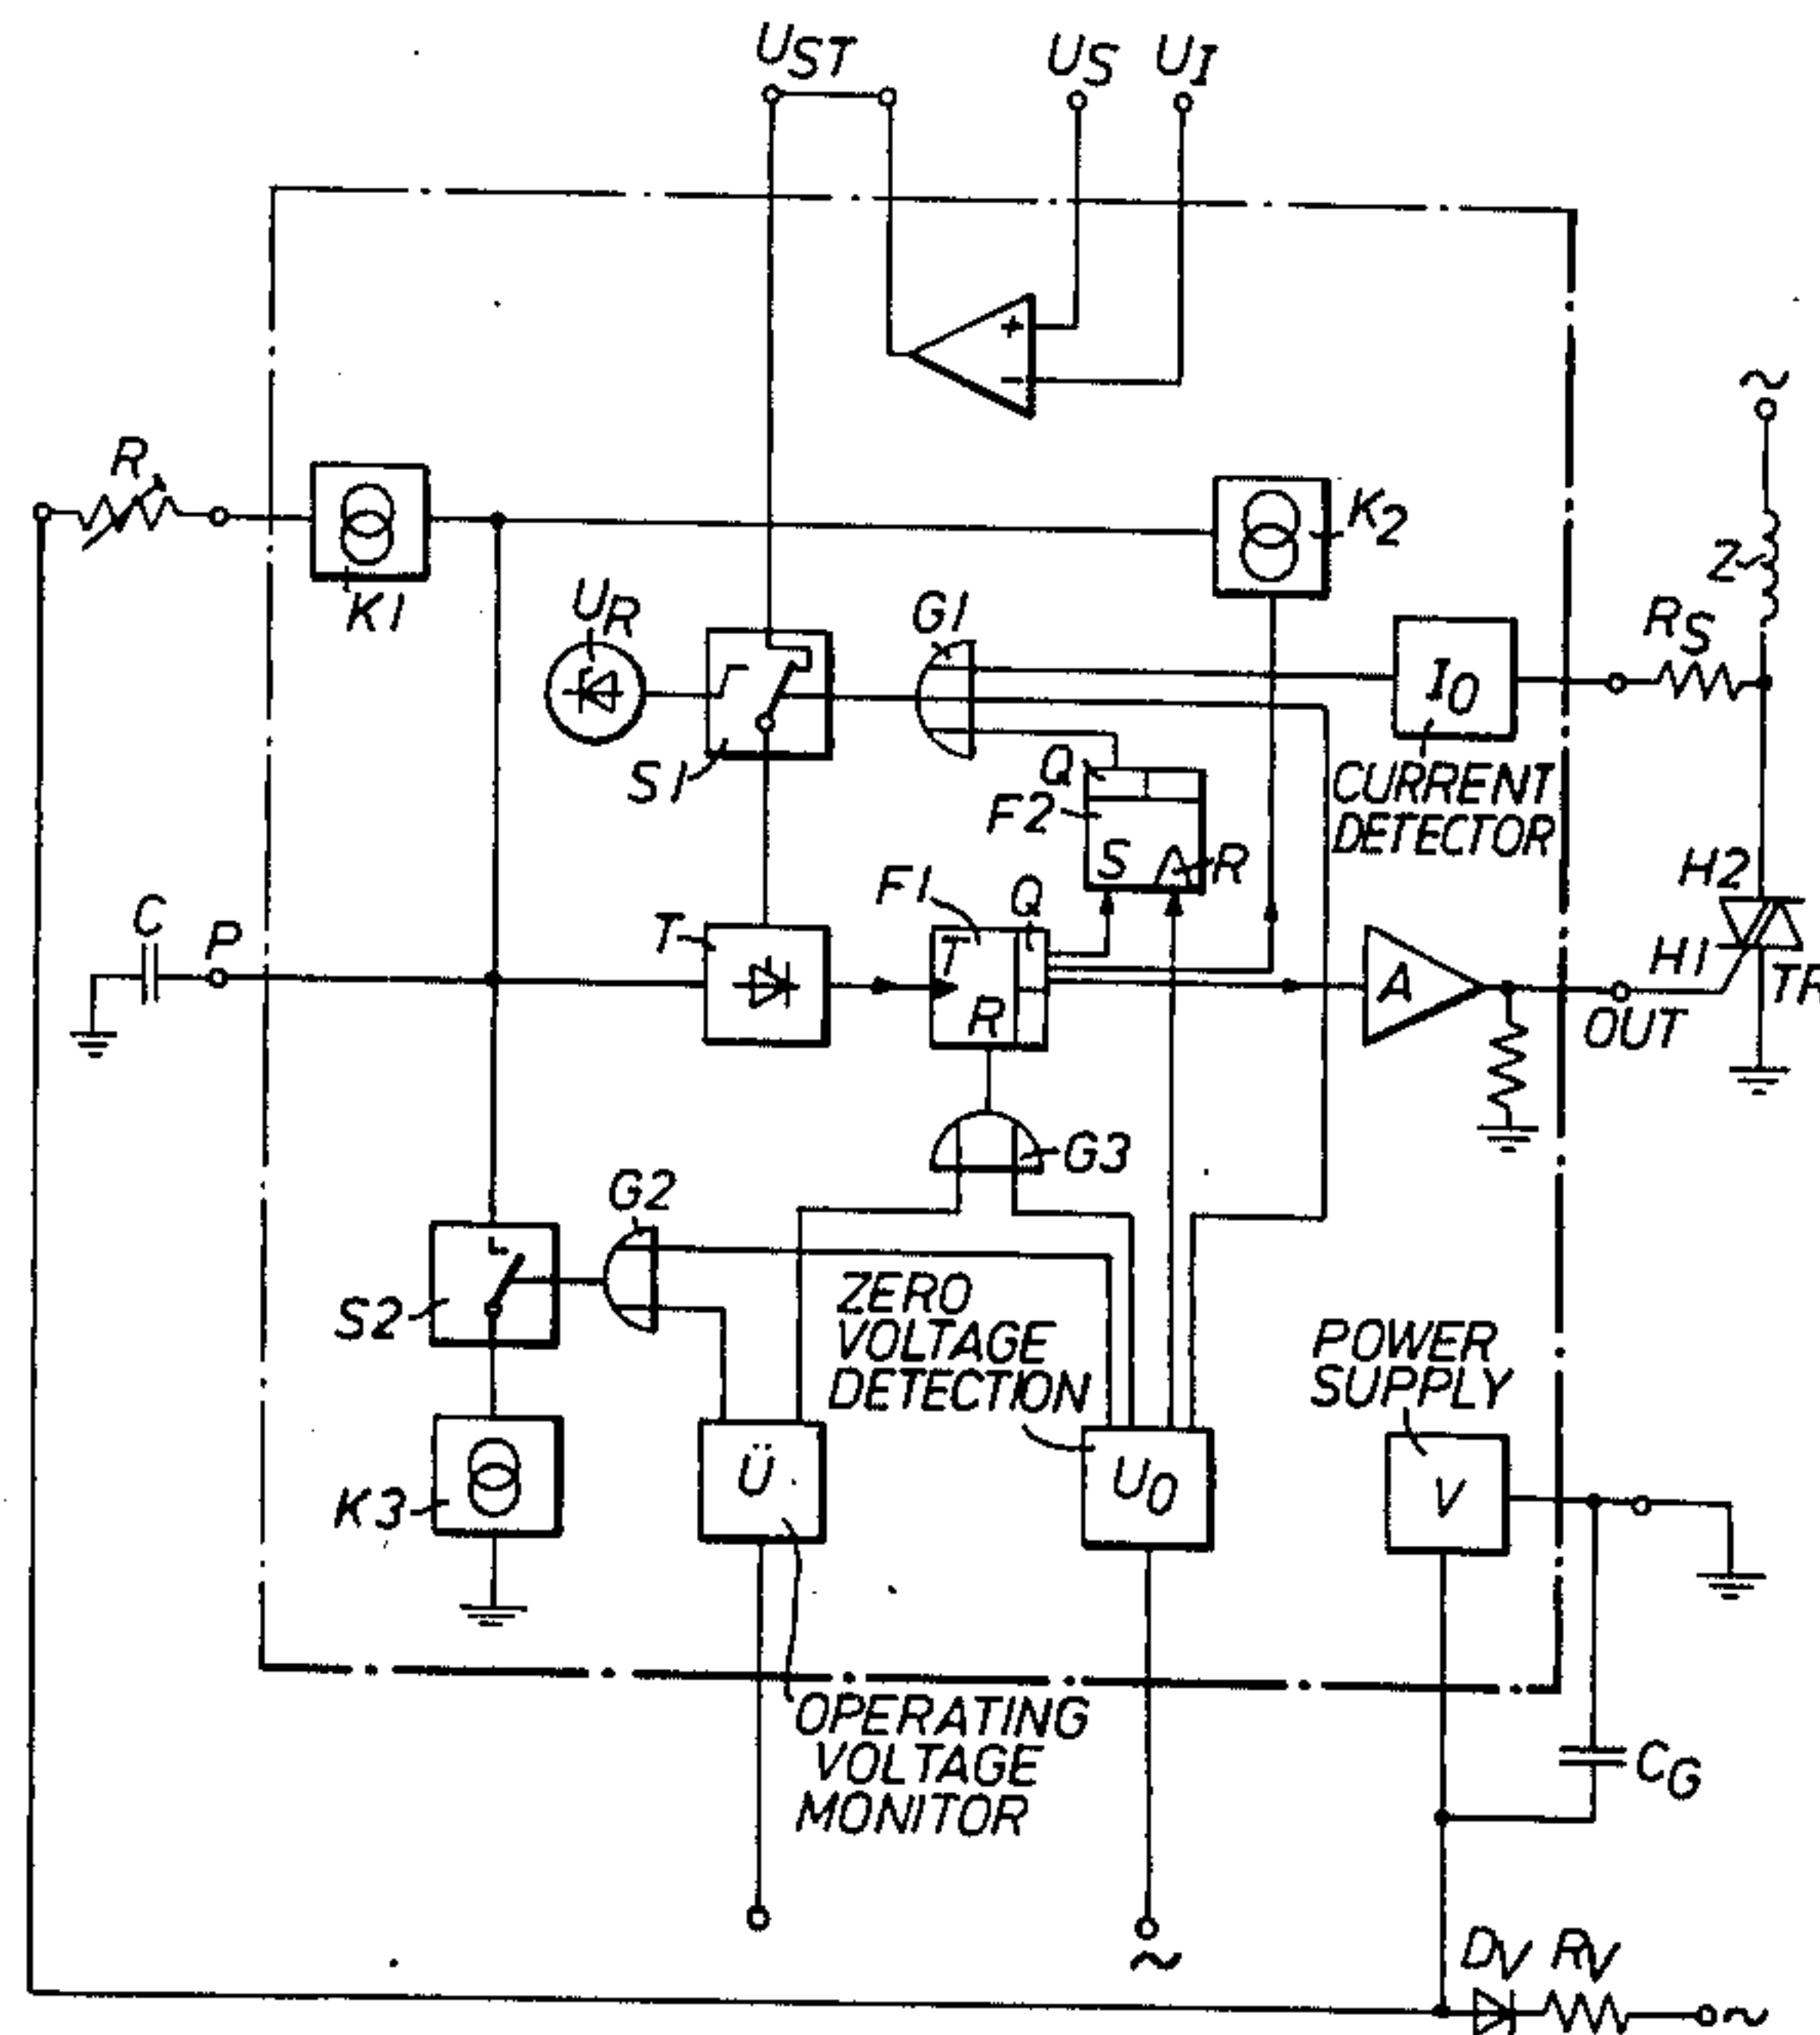 UST
US
UI
+
−
~
R
K1
K2
Z
UR
G1
RS
I0
S1
Q
F2
CURRENT
DETECTOR
S
R
H2
C
P
T
F1
T
Q
R
A
H1
TR
OUT
G3
G2
S2
ZERO
VOLTAGE
DETECTION
POWER
SUPPLY
K3
Ü
U0
V
OPERATING
VOLTAGE
MONITOR
CG
~
DV
RV
~